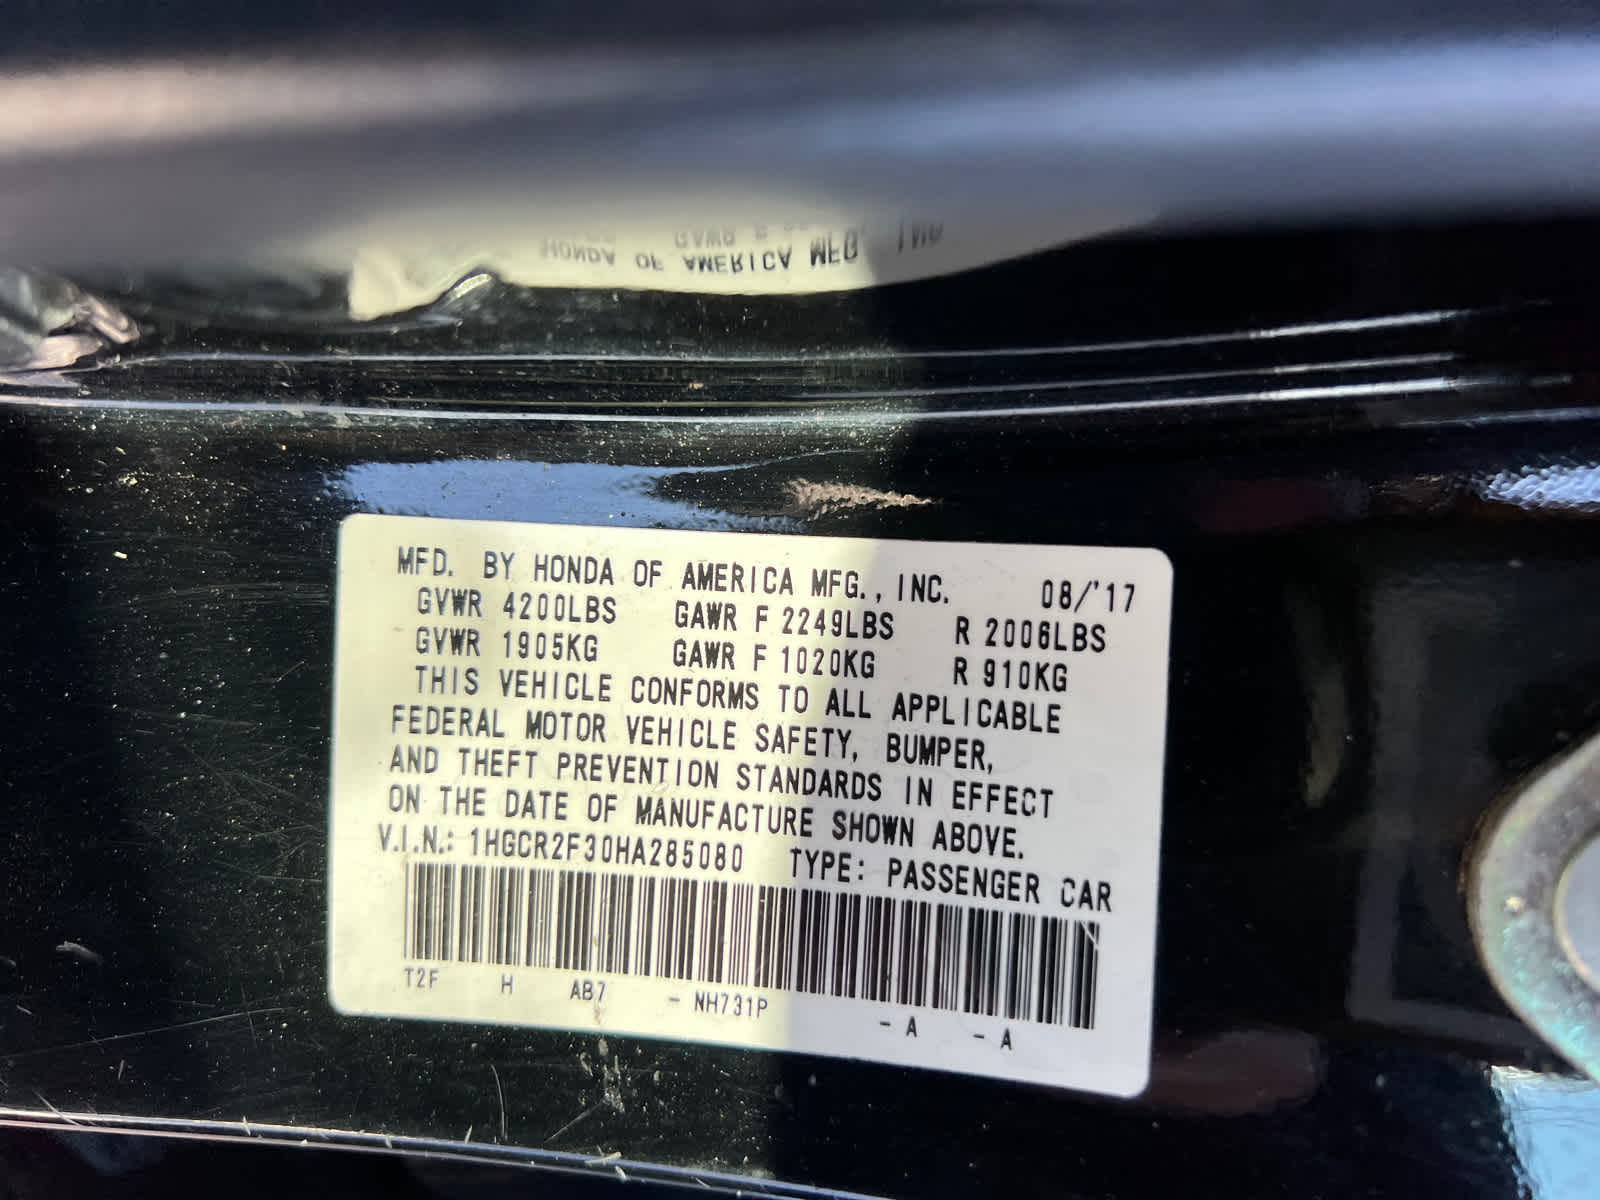 MFD. BY HONDA OF AMERICA MFG., INC. 08/'17
GVWR 4200LBS GAWR F 2249LBS R 2006LBS
GVWR 1905KG GAWR F 1020KG R 910KG
THIS VEHICLE CONFORMS TO ALL APPLICABLE
FEDERAL MOTOR VEHICLE SAFETY, BUMPER,
AND THEFT PREVENTION STANDARDS IN EFFECT
ON THE DATE OF MANUFACTURE SHOWN ABOVE.
V.I.N.: 1HGCR2F30HA285080 TYPE: PASSENGER CAR
T2F H AB7 - NH731P - A - A